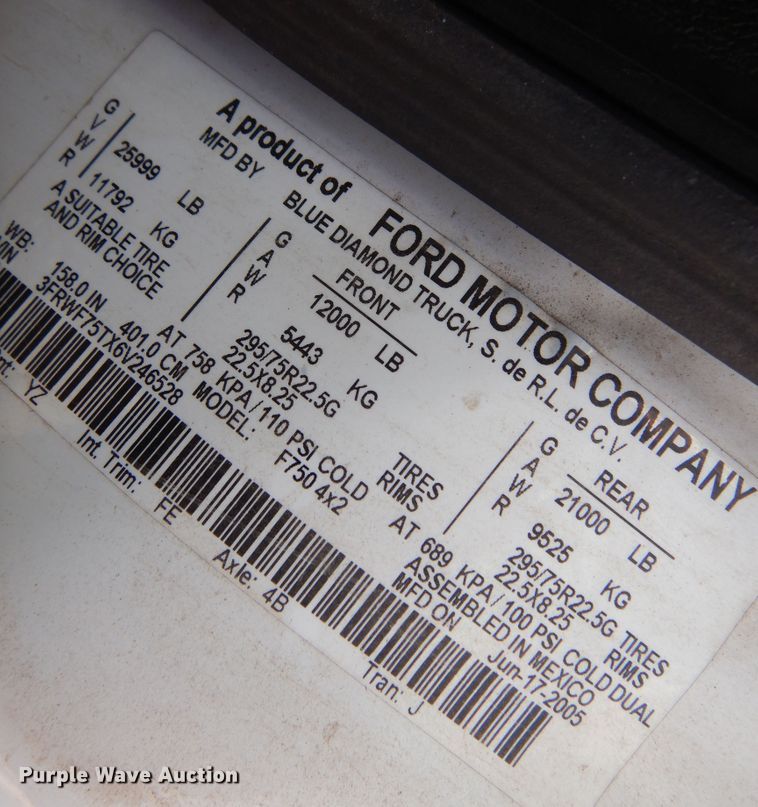 A product of FORD MOTOR COMPANY
MFD BY BLUE DIAMOND TRUCK, S. de R.L. de C.V.
GVWR 25999 LB
11792 KG
A SUITABLE TIRE
AND RIM CHOICE
GAWR FRONT
12000 LB
5443 KG
295/75R22.5G TIRES
22.5X8.25 RIMS
AT 758 KPA/110 PSI COLD
GAWR REAR
21000 LB
9525 KG
295/75R22.5G TIRES
22.5X8.25 RIMS
AT 689 KPA/100 PSI COLD DUAL
WB: 158.0 IN 401.0 CM MODEL: F750 4x2
ASSEMBLED IN MEXICO
3FRWF75TX6V246528
MFD ON Jun-17-2005
YZ
Int. Trim: FE
Axle: 4B
Tran: J
Purple Wave Auction